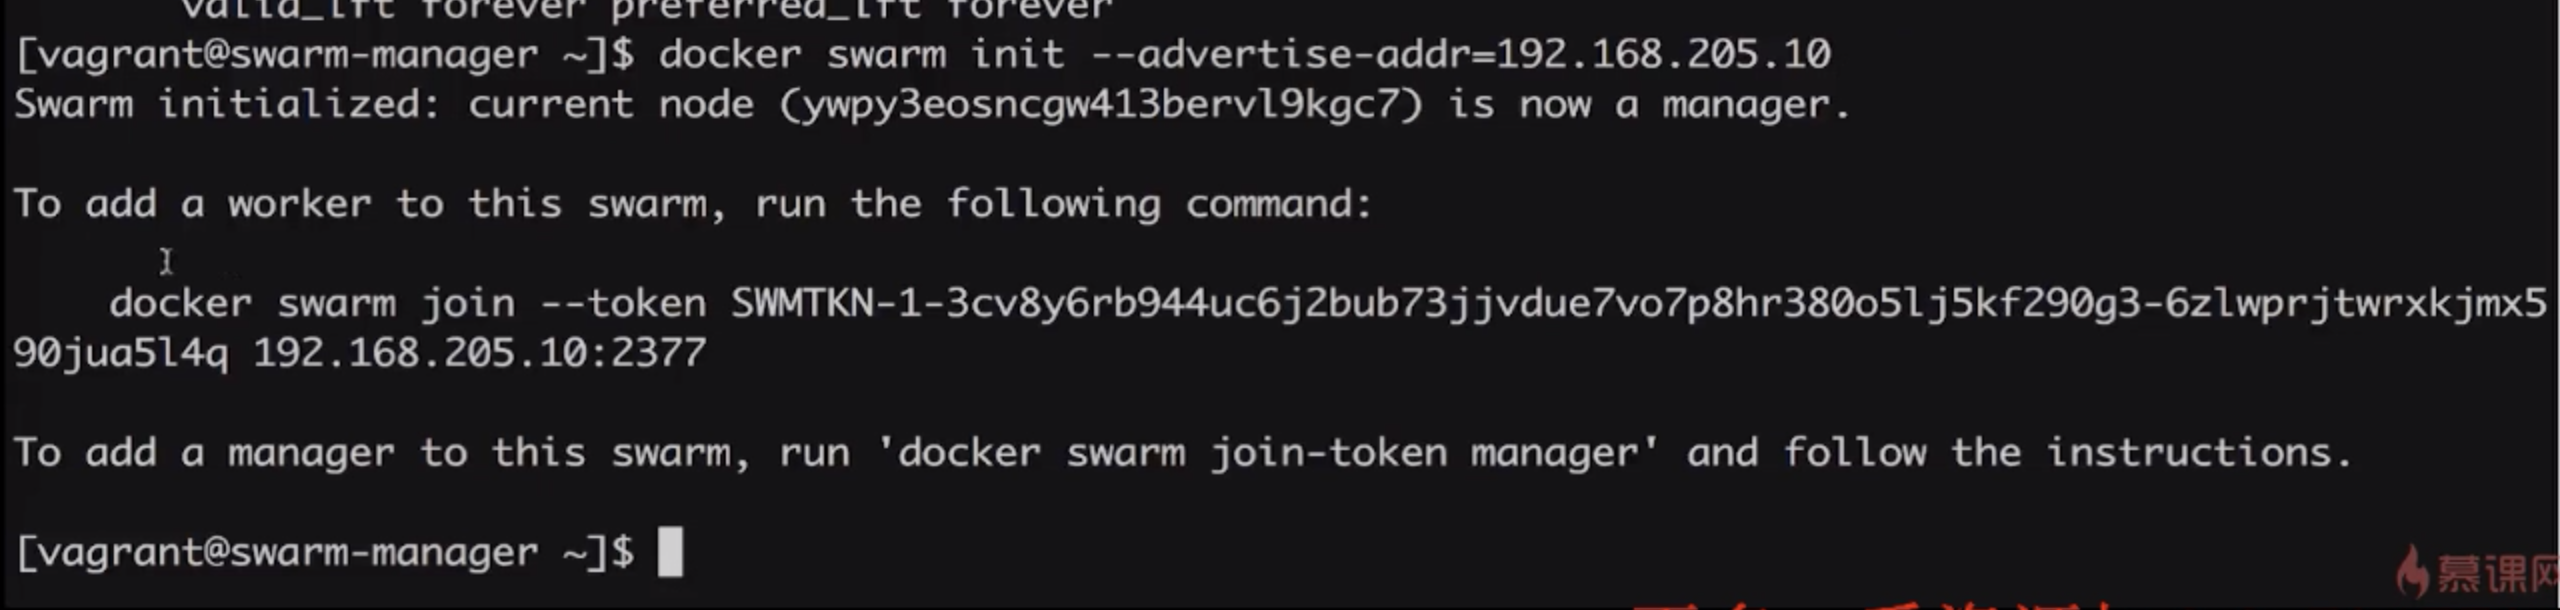 valid_lft forever preferred_lft forever
[vagrant@swarm-manager ~]$ docker swarm init --advertise-addr=192.168.205.10
Swarm initialized: current node (ywpy3eosncgw413bervl9kgc7) is now a manager.
To add a worker to this swarm, run the following command:
docker swarm join --token SWMTKN-1-3cv8y6rb944uc6j2bub73jjvdue7vo7p8hr380o5lj5kf290g3-6zlwprjtwrxkjmx5
90jua5l4q 192.168.205.10:2377
To add a manager to this swarm, run 'docker swarm join-token manager' and follow the instructions.
[vagrant@swarm-manager ~]$
慕课网